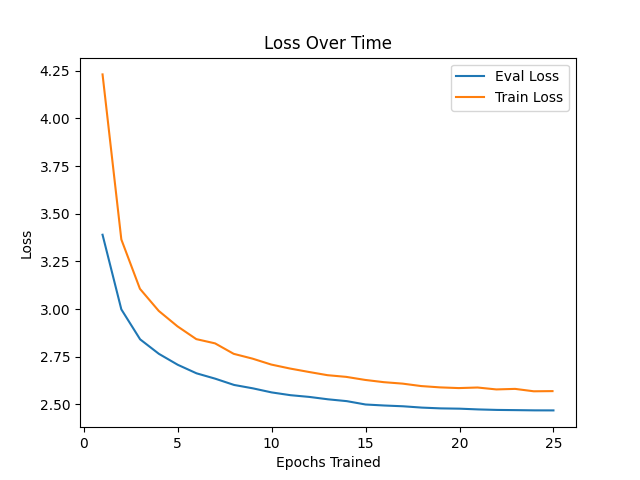 Loss Over Time
Eval Loss
Train Loss
4.25
4.00
3.75
3.50
3.25
3.00
2.75
2.50
Loss
0 5 10 15 20 25
Epochs Trained